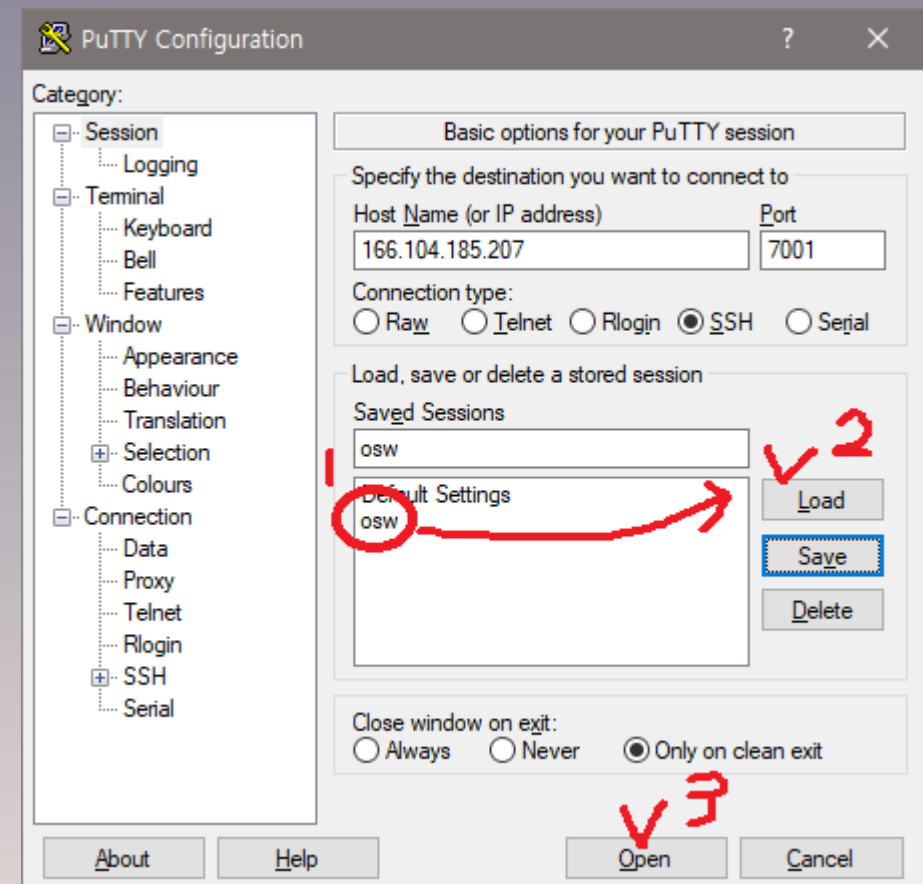 PuTTY Configuration ? ×
Category:
Session
Logging
Terminal
Keyboard
Bell
Features
Window
Appearance
Behaviour
Translation
Selection
Colours
Connection
Data
Proxy
Telnet
Rlogin
SSH
Serial
Basic options for your PuTTY session
Specify the destination you want to connect to
Host Name (or IP address) Port
166.104.185.207 7001
Connection type:
Raw Telnet Rlogin SSH Serial
Load, save or delete a stored session
Saved Sessions
osw
1
Default Settings
osw
2
Load
Save
Delete
Close window on exit:
Always Never Only on clean exit
3
About Help Open Cancel